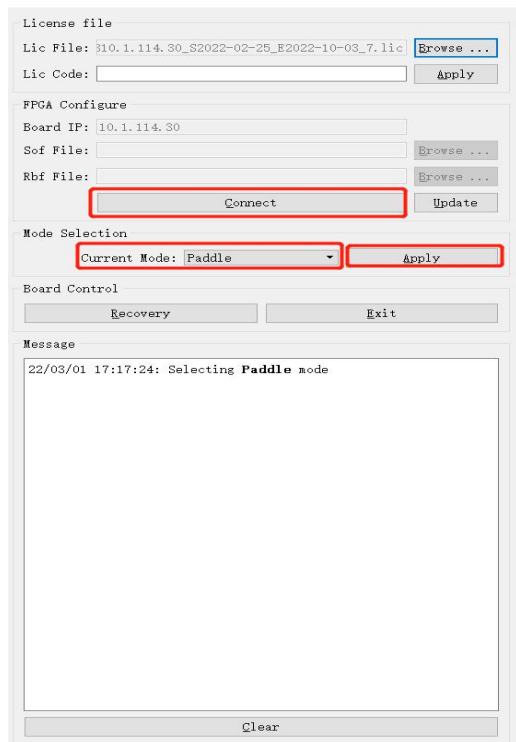 License file
Lic File: 310.1.114.30_S2022-02-25_E2022-10-03_7.lic Browse ...
Lic Code: Apply
FPGA Configure
Board IP: 10.1.114.30
Sof File: Browse ...
Rbf File: Browse ...
Connect Update
Mode Selection
Current Mode: Paddle Apply
Board Control
Recovery Exit
Message
22/03/01 17:17:24: Selecting Paddle mode
Clear